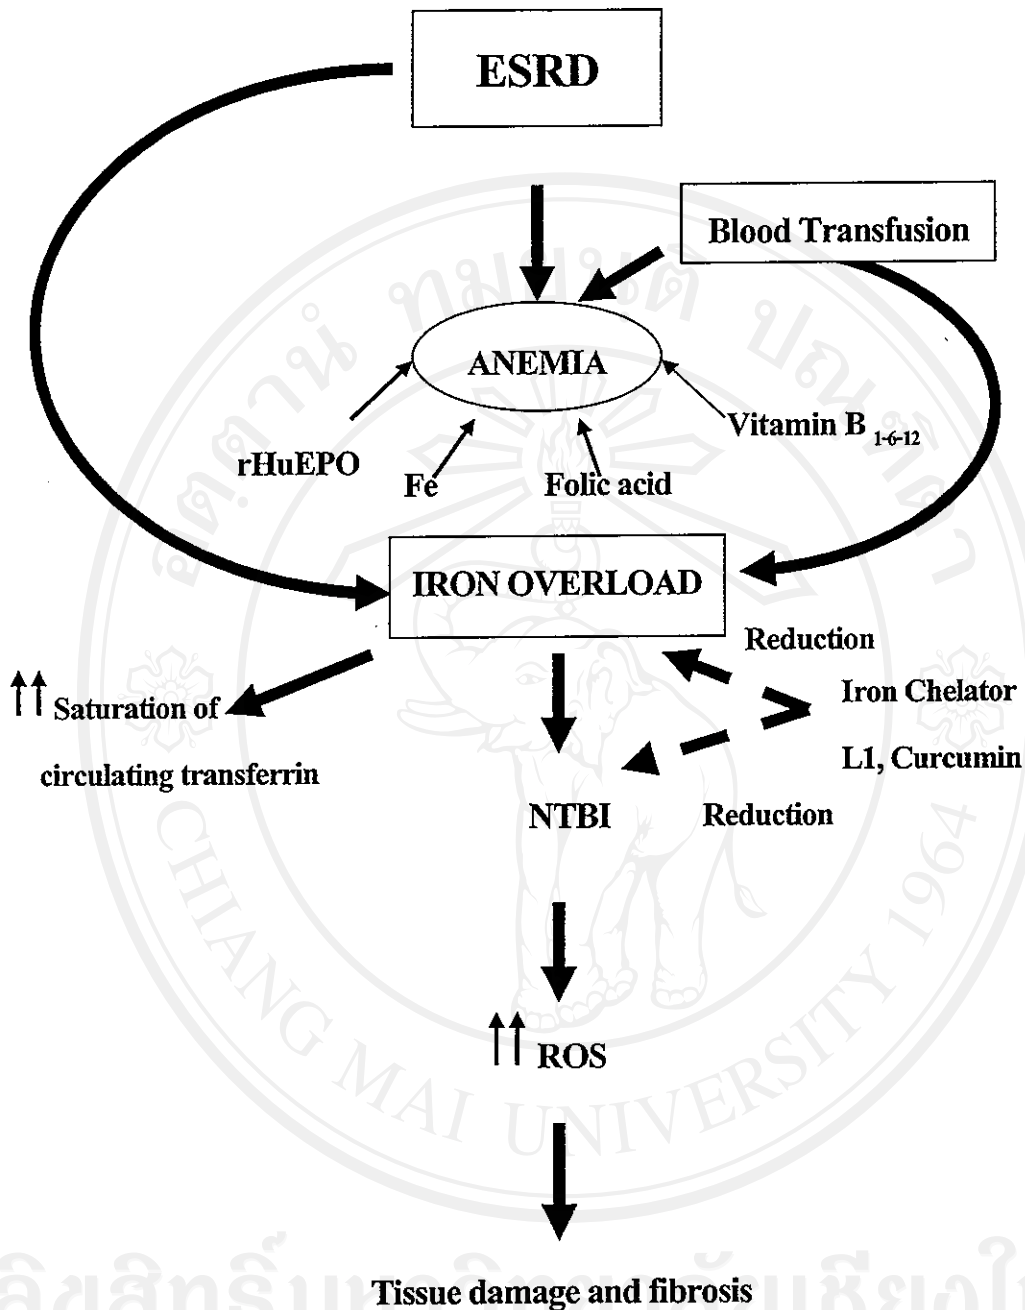 ESRD
Blood Transfusion
ANEMIA
Vitamin B 1-6-12
rHuEPO
Fe
Folic acid
IRON OVERLOAD
Reduction
↑↑ Saturation of
circulating transferrin
Iron Chelator
L1, Curcumin
NTBI
Reduction
↑↑ ROS
Tissue damage and fibrosis
CHIANG MAI UNIVERSITY 1964